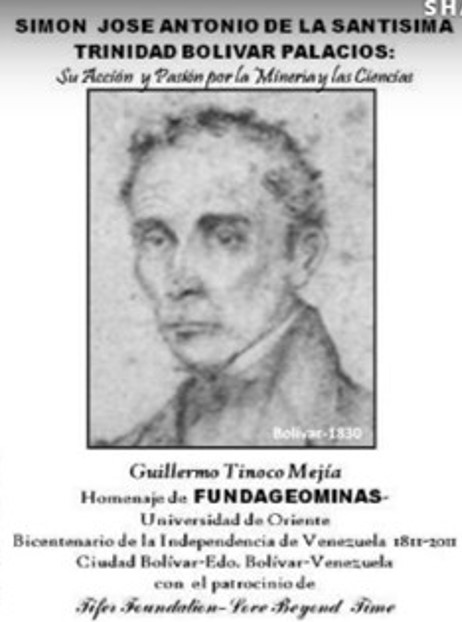 SIMON JOSE ANTONIO DE LA SANTISIMA
TRINIDAD BOLIVAR PALACIOS:
Su Acción y Pasión por la Mineria y las Ciencias
Bolívar-1830
Guillermo Tinoco Mejía
Homenaje de FUNDAGEOMINAS-
Universidad de Oriente
Bicentenario de la Independencia de Venezuela 1811-2011
Ciudad Bolívar-Edo. Bolívar-Venezuela
con el patrocinio de
Tifer Foundation-Love Beyond Time